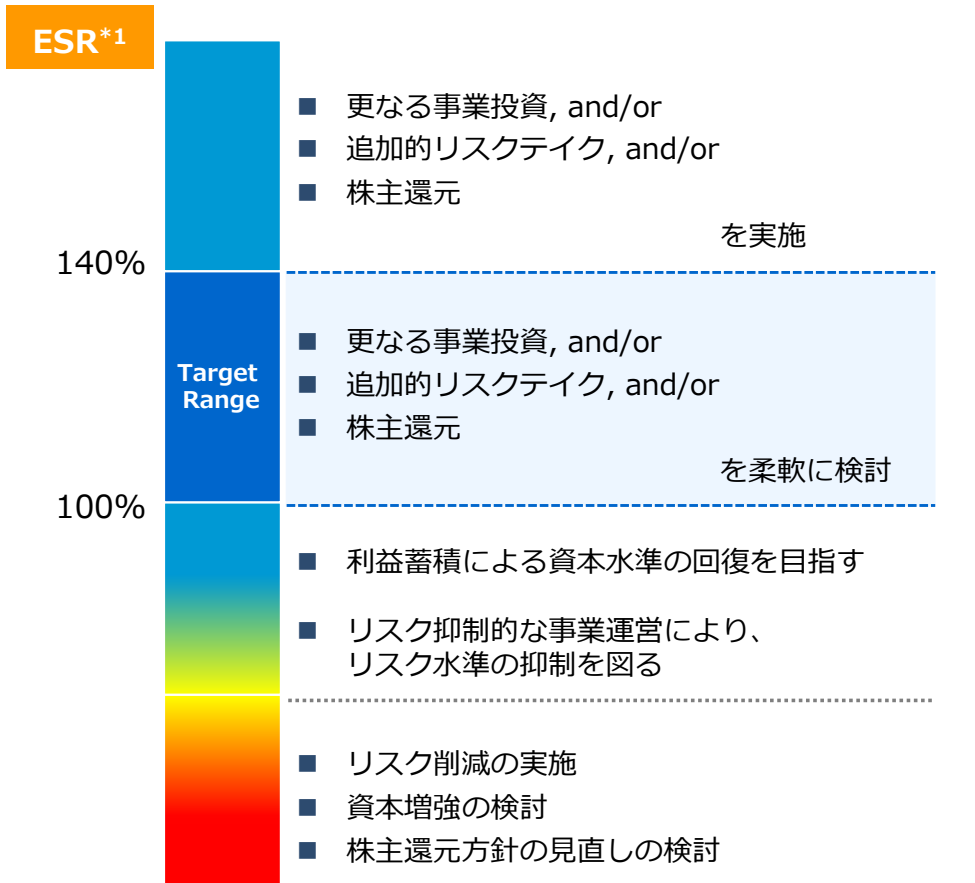 ESR*1
■ 更なる事業投資, and/or
■ 追加的リスクテイク, and/or
■ 株主還元
を実施
140%
Target
Range
■ 更なる事業投資, and/or
■ 追加的リスクテイク, and/or
■ 株主還元
を柔軟に検討
100%
■ 利益蓄積による資本水準の回復を目指す
■ リスク抑制的な事業運営により、
リスク水準の抑制を図る
■ リスク削減の実施
■ 資本増強の検討
■ 株主還元方針の見直しの検討